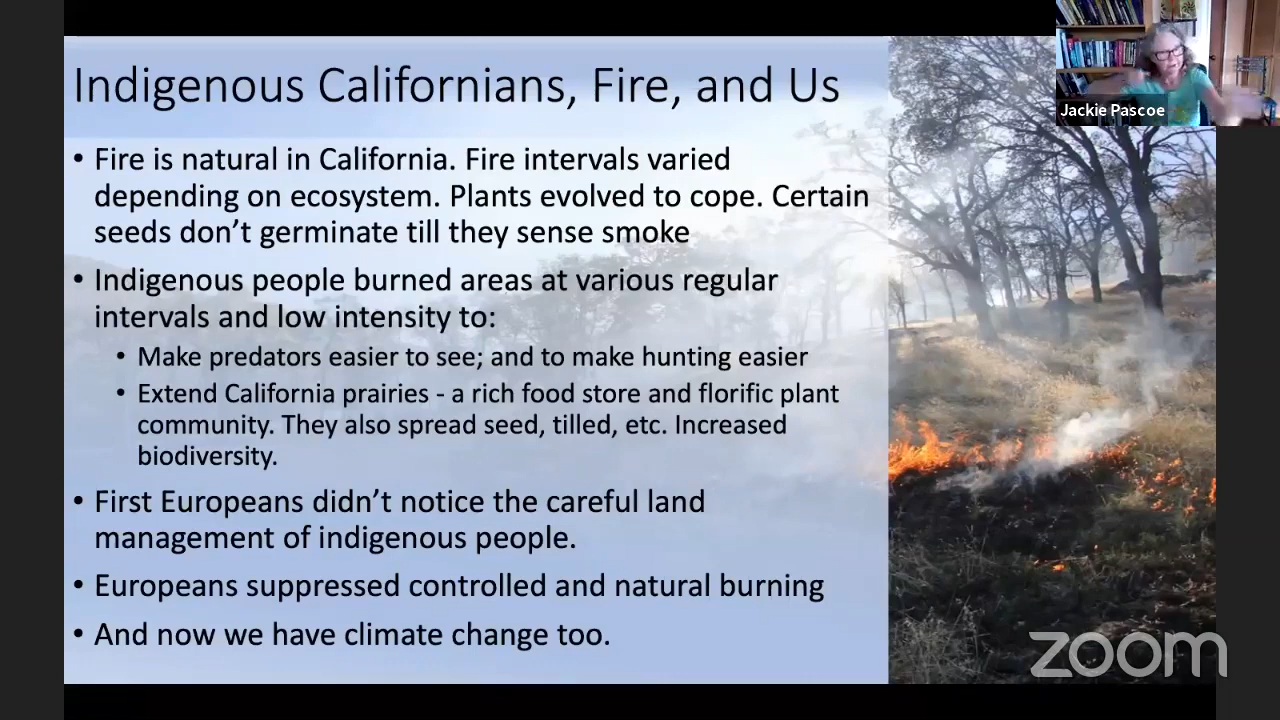 Indigenous Californians, Fire, and Us
Jackie Pascoe
• Fire is natural in California. Fire intervals varied
depending on ecosystem. Plants evolved to cope. Certain
seeds don’t germinate till they sense smoke
• Indigenous people burned areas at various regular
intervals and low intensity to:
• Make predators easier to see; and to make hunting easier
• Extend California prairies - a rich food store and florific plant
community. They also spread seed, tilled, etc. Increased
biodiversity.
• First Europeans didn’t notice the careful land
management of indigenous people.
• Europeans suppressed controlled and natural burning
• And now we have climate change too.
zoom